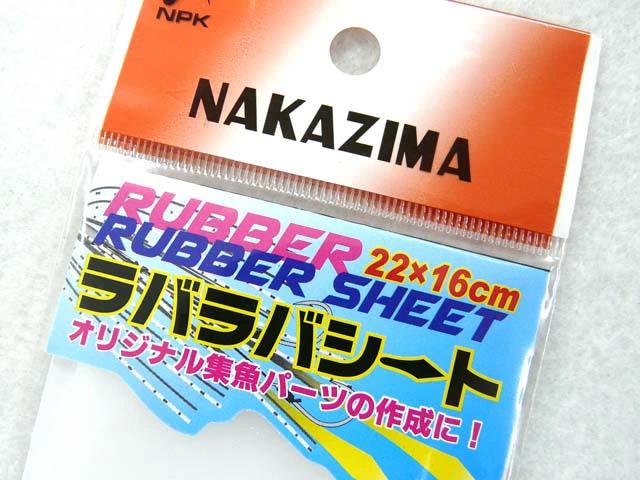 NPK
NAKAZIMA
RUBBER
22×16cm
RUBBER SHEET
ラバラバシート
オリジナル集魚パーツの作成に！